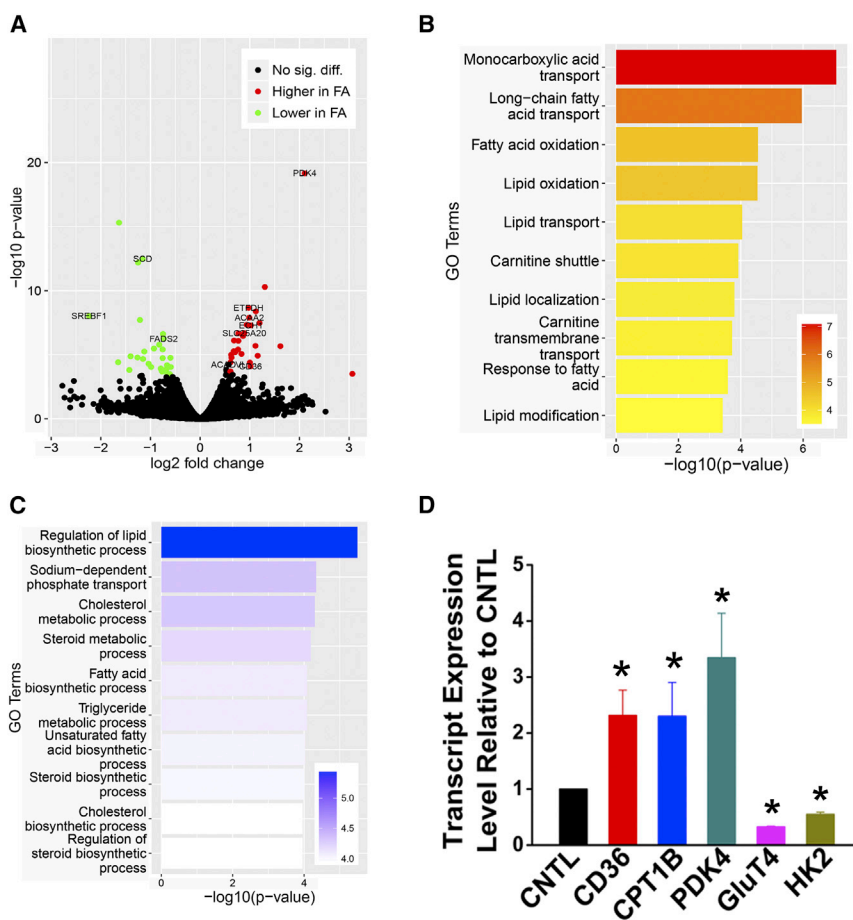 A
No sig. diff.
Higher in FA
Lower in FA
PDK4
SCD
SREBF1
FADS2
ETFDH
ACAA2
SLC25A20
CD36
−log10 p-value
0
10
20
−3
−2
−1
0
1
2
3
log2 fold change
B
GO Terms
Monocarboxylic acid
transport
Long-chain fatty
acid transport
Fatty acid oxidation
Lipid oxidation
Lipid transport
Carnitine shuttle
Lipid localization
Carnitine
transmembrane
transport
Response to fatty
acid
Lipid modification
7
6
5
4
0
2
4
6
−log10(p-value)
C
GO Terms
Regulation of lipid
biosynthetic process
Sodium-dependent
phosphate transport
Cholesterol
metabolic process
Steroid metabolic
process
Fatty acid
biosynthetic process
Triglyceride
metabolic process
Unsaturated fatty
acid biosynthetic
process
Steroid biosynthetic
process
Cholesterol
biosynthetic process
Regulation of
steroid biosynthetic
process
5.0
4.5
4.0
0
2
4
−log10(p-value)
D
Transcript Expression
Level Relative to CNTL
5
4
3
2
1
0
*
*
*
*
*
CNTL
CD36
CPT1B
PDK4
GluT4
HK2